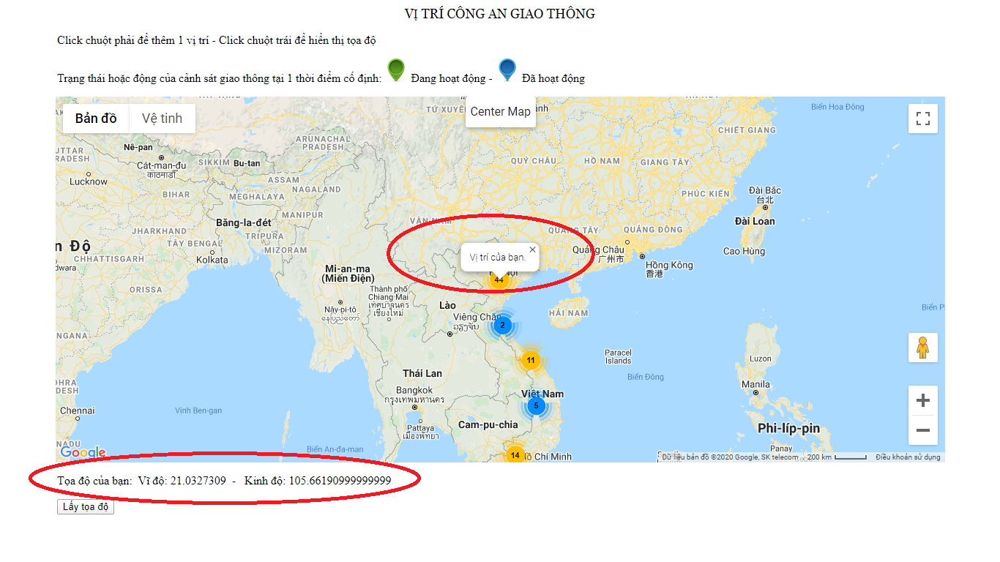 VỊ TRÍ CÔNG AN GIAO THÔNG
Click chuột phải để thêm 1 vị trí - Click chuột trái để hiển thị tọa độ
Trạng thái hoặc động của cảnh sát giao thông tại 1 thời điểm cố định: Đang hoạt động - Đã hoạt động
Bản đồ Vệ tinh
Center Map
Biển Hoa Đông
CHIẾT GIANG
ARUNACHAL
PRADESH
Nê-pan
SIKKIM
Bu-tan
QUÝ CHÂU
HỒ NAM
GIANG TÂY
PRADESH
Cát-man-đu
काठमाडौँ
Lucknow
ASSAM
NAGALAND
BIHAR
MEGHALAYA
PHÚC KIẾN
Đài Bắc
台北
MANIPUR
Băng-la-đét
VÂN NAM
Đài Loan
JHARKHAND
TRIPURA
QUẢNG TÂY
QUẢNG ĐÔNG
TÂY BENGAL
MIZORAM
n Độ
CHHATTISGARH
Kolkata
Vị trí của bạn.
Quảng Châu
广州市
Cao Hùng
Hồng Kông
香港
Mi-an-ma
(Miến Điện)
44
ORISSA
Thành phố
Chiang Mai
เทศบาลนคร
เชียงใหม่
Lào
Nây-pi-tô
နေပြည်တော်
Viêng Chăn
ວຽງຈັນ
HẢI NAM
Biển P
2
11
Paracel
Islands
Luzon
Thái Lan
Biển Đông
Manila
Bangkok
กรุงเทพมหานคร
Việt Nam
5
Chennai
Vịnh Ben-gan
Cam-pu-chia
Pattaya
เมืองพัทยา
Phi-líp-pin
NADU
Google
Biển An-đa-man
14
Hồ Chí Minh
Panay
Dữ liệu bản đồ ©2020 Google, SK telecom 200 km Điều khoản sử dụng
Tọa độ của bạn: Vĩ độ: 21.0327309 - Kinh độ: 105.66190999999999
Lấy tọa độ